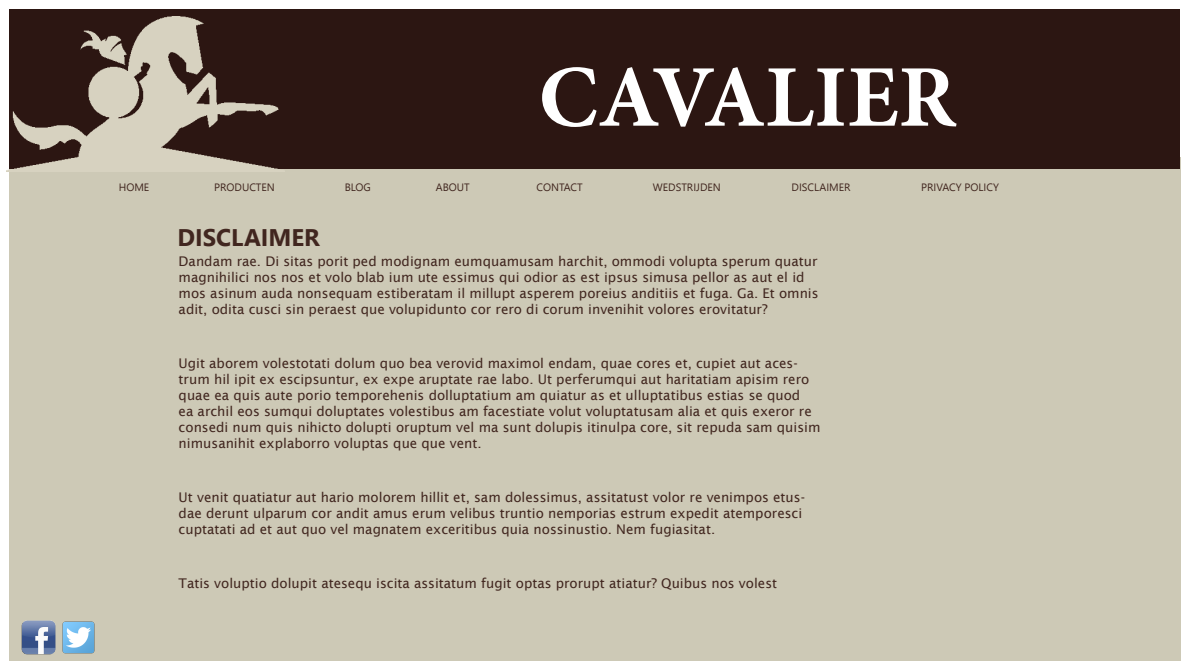 CAVALIER
HOME PRODUCTEN BLOG ABOUT CONTACT WEDSTRIJDEN DISCLAIMER PRIVACY POLICY
DISCLAIMER
Dandam rae. Di sitas porit ped modignam eumquamusam harchit, ommodi volupta sperum quatur
magnihilici nos nos et volo blab ium ute essimus qui odior as est ipsus simusa pellor as aut el id
mos asinum auda nonsequam estiberatam il millupt asperem poreius anditiis et fuga. Ga. Et omnis
adit, odita cusci sin peraest que volupidunto cor rero di corum invenihit volores erovitatur?
Ugit aborem volestotati dolum quo bea verovid maximol endam, quae cores et, cupiet aut aces-
trum hil ipit ex escipsuntur, ex expe aruptate rae labo. Ut perferumqui aut haritatiam apisim rero
quae ea quis aute porio temporehenis dolluptatium am quiatur as et ulluptatibus estias se quod
ea archil eos sumqui doluptates volestibus am facestiate volut voluptatusam alia et quis exeror re
consedi num quis nihicto dolupti oruptum vel ma sunt dolupis itinulpa core, sit repuda sam quisim
nimusanihit explaborro voluptas que que vent.
Ut venit quatiatur aut hario molorem hillit et, sam dolessimus, assitatust volor re venimpos etus-
dae derunt ulparum cor andit amus erum velibus truntio nemporias estrum expedit atemporesci
cuptatati ad et aut quo vel magnatem exceritibus quia nossinustio. Nem fugiasitat.
Tatis voluptio dolupit atesequ iscita assitatum fugit optas prorupt atiatur? Quibus nos volest